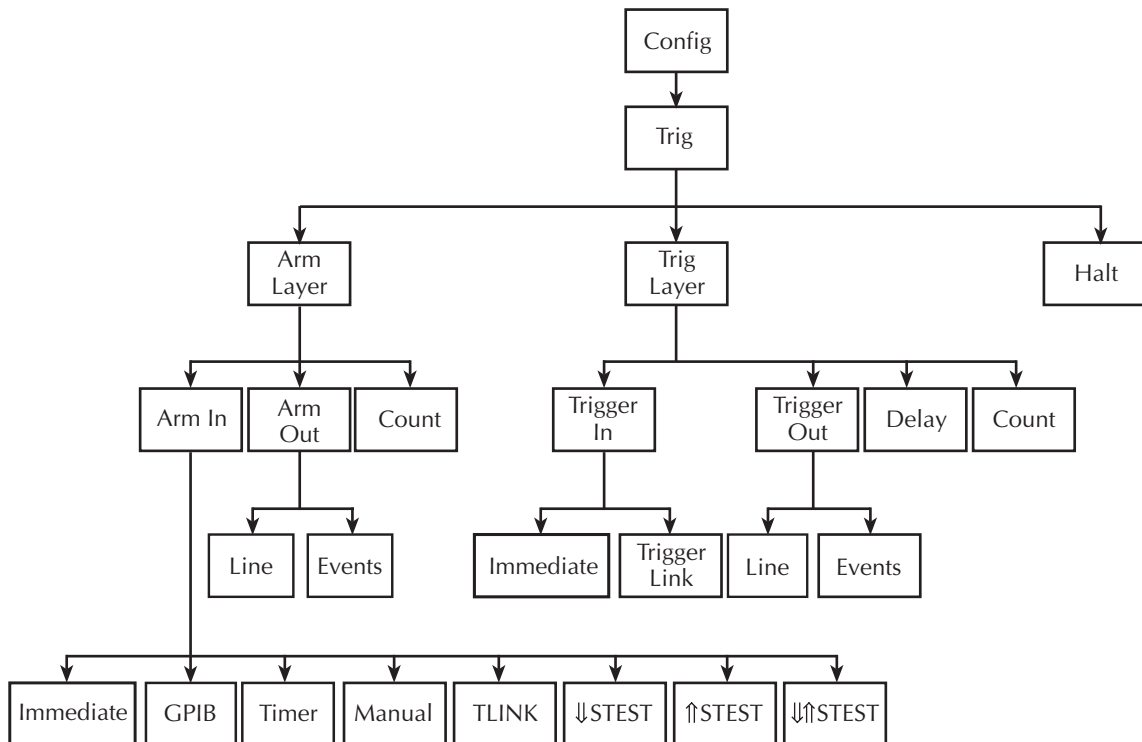 Config
Trig
Arm
Layer
Trig
Layer
Halt
Arm In
Arm
Out
Count
Trigger
In
Trigger
Out
Delay
Count
Line
Events
Immediate
Trigger
Link
Line
Events
Immediate
GPIB
Timer
Manual
TLINK
⇓STEST
⇑STEST
⇓⇑STEST